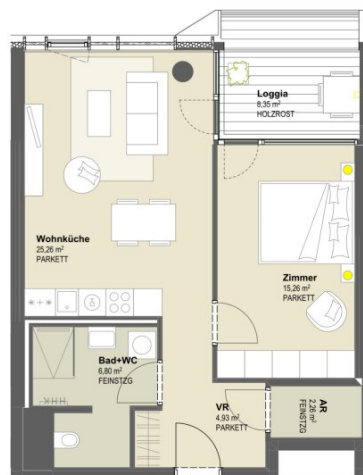 Loggia
8,35 m²
HOLZROST
Wohnküche
25,26 m²
PARKETT
Zimmer
15,26 m²
PARKETT
Bad+WC
6,80 m²
FEINSTZG
VR
4,93 m²
PARKETT
AR
2,26 m²
FEINSTZG